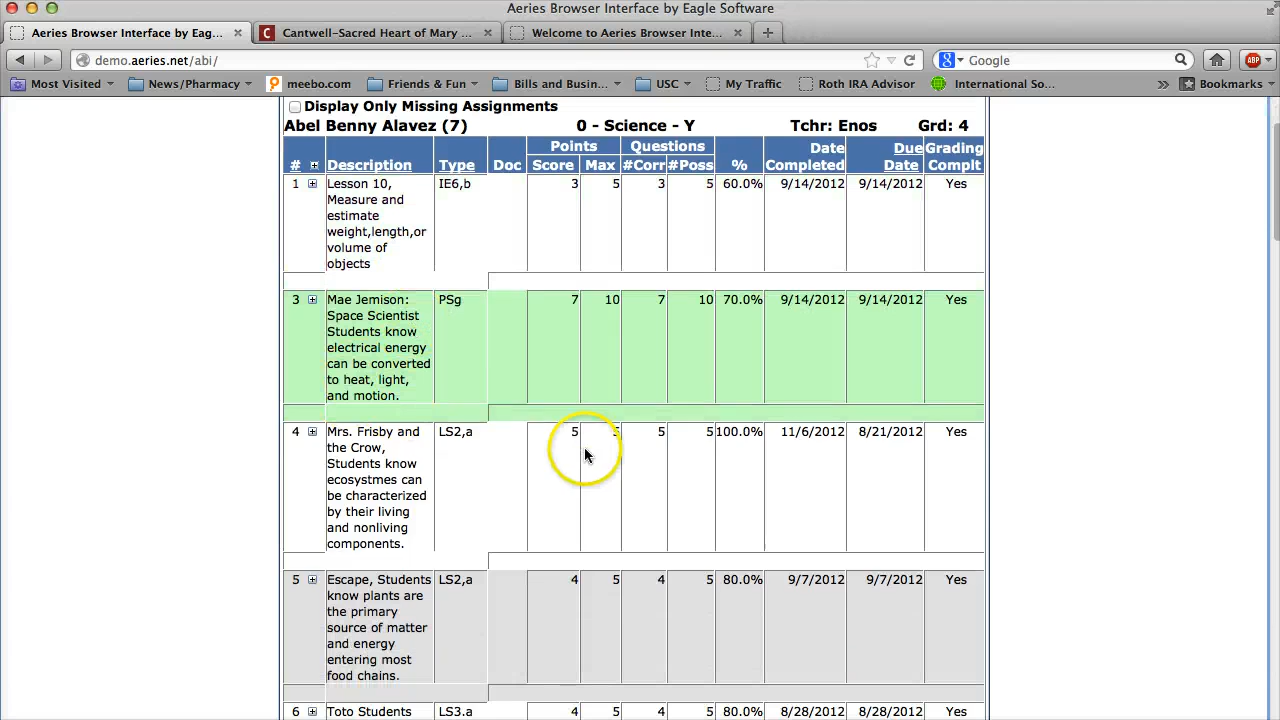 Aeries Browser Interface by Eagle Software
Aeries Browser Interface by Eag...
Cantwell-Sacred Heart of Mary ...
Welcome to Aeries Browser Inte...
demo.aeries.net/abi/
Google
Most Visited
News/Pharmacy
meebo.com
Friends & Fun
Bills and Busin...
USC
My Traffic
Roth IRA Advisor
International So...
Bookmarks
Display Only Missing Assignments
Abel Benny Alavez (7) 0 - Science - Y Tchr: Enos Grd: 4
Points Questions Date Due Grading
# Description Type Doc Score Max #Corr #Poss % Completed Date Complt
1 Lesson 10, IE6,b 3 5 3 5 60.0% 9/14/2012 9/14/2012 Yes
Measure and
estimate
weight,length,or
volume of
objects
3 Mae Jemison: PSg 7 10 7 10 70.0% 9/14/2012 9/14/2012 Yes
Space Scientist
Students know
electrical energy
can be converted
to heat, light,
and motion.
4 Mrs. Frisby and LS2,a 5 5 5 5 100.0% 11/6/2012 8/21/2012 Yes
the Crow,
Students know
ecosystmes can
be characterized
by their living
and nonliving
components.
5 Escape, Students LS2,a 4 5 4 5 80.0% 9/7/2012 9/7/2012 Yes
know plants are
the primary
source of matter
and energy
entering most
food chains.
6 Toto Students LS3.a 4 5 4 5 80.0% 8/28/2012 8/28/2012 Yes